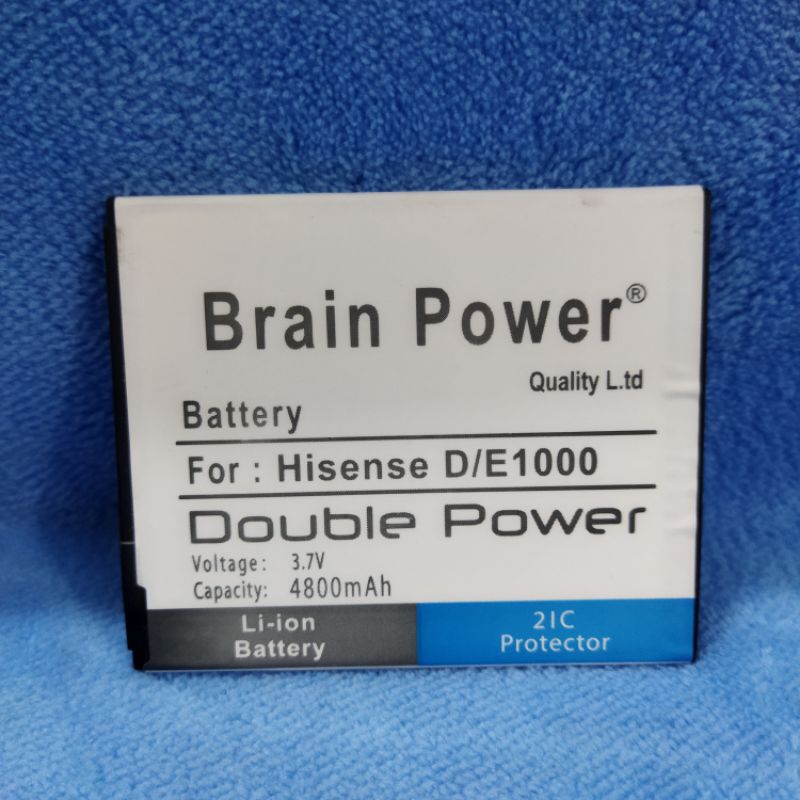 Brain Power®
Quality L.td
Battery
For : Hisense D/E1000
Double Power
Voltage: 3.7V
Capacity: 4800mAh
Li-ion
Battery
2IC
Protector